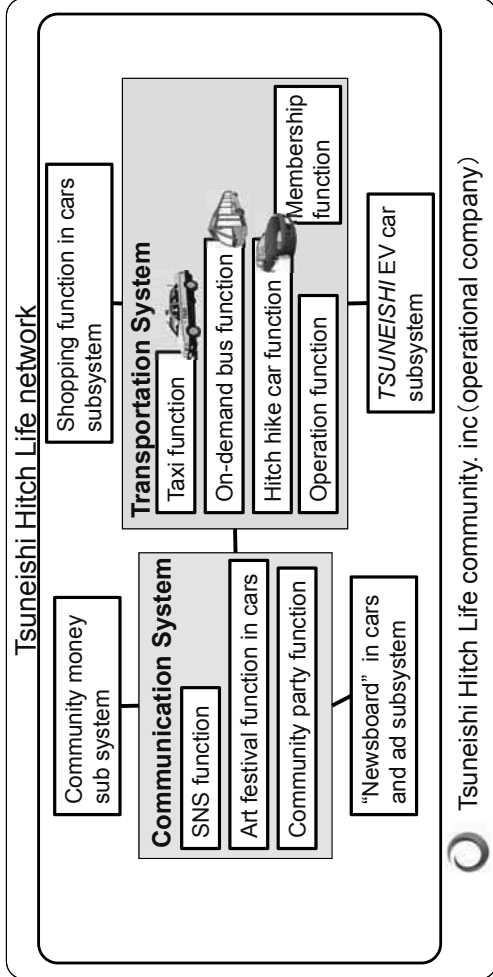 Tsuneishi Hitch Life network
Community money
sub system
Shopping function in cars
subsystem
Communication System
SNS function
Art festival function in cars
Community party function
Transportation System
Taxi function
On-demand bus function
Hitch hike car function
Membership
function
Operation function
“Newsboard” in cars
and ad subsystem
TSUNEISHI EV car
subsystem
Tsuneishi Hitch Life community. inc(operational company)